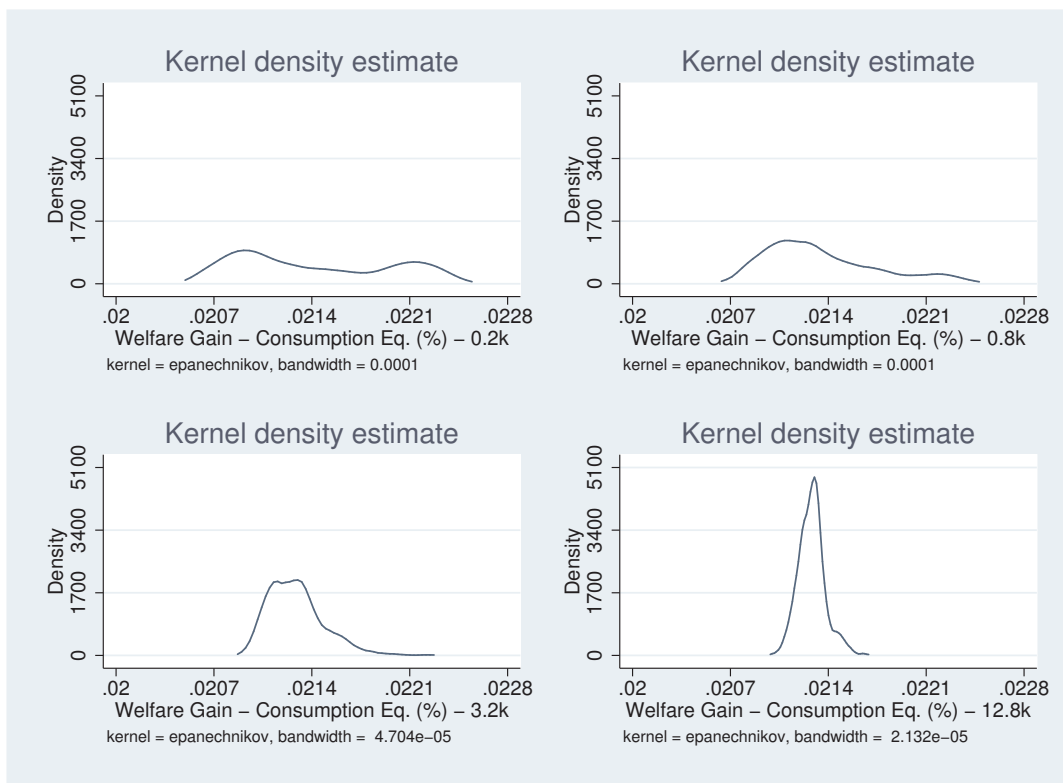 Kernel density estimate
Density
5100
3400
1700
0
.02 .0207 .0214 .0221 .0228
Welfare Gain − Consumption Eq. (%) − 0.2k
kernel = epanechnikov, bandwidth = 0.0001
Kernel density estimate
Density
5100
3400
1700
0
.02 .0207 .0214 .0221 .0228
Welfare Gain − Consumption Eq. (%) − 0.8k
kernel = epanechnikov, bandwidth = 0.0001
Kernel density estimate
Density
5100
3400
1700
0
.02 .0207 .0214 .0221 .0228
Welfare Gain − Consumption Eq. (%) − 3.2k
kernel = epanechnikov, bandwidth = 4.704e−05
Kernel density estimate
Density
5100
3400
1700
0
.02 .0207 .0214 .0221 .0228
Welfare Gain − Consumption Eq. (%) − 12.8k
kernel = epanechnikov, bandwidth = 2.132e−05